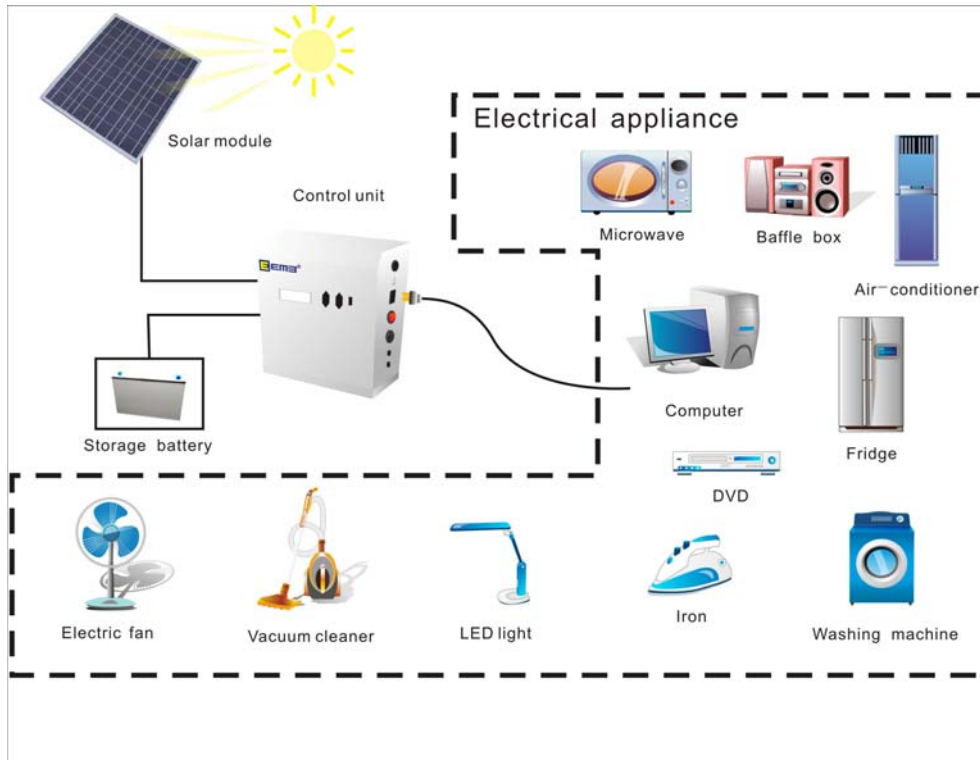 Solar module
Electrical appliance
Control unit
EEMB®
Microwave
Baffle box
Air-conditioner
Storage battery
Computer
Fridge
DVD
Electric fan
Vacuum cleaner
LED light
Iron
Washing machine